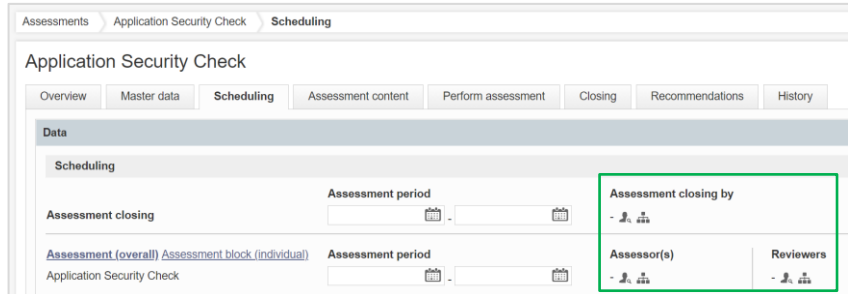 Assessments Application Security Check Scheduling
Application Security Check
Overview Master data Scheduling Assessment content Perform assessment Closing Recommendations History
Data
Scheduling
Assessment period Assessment closing by
Assessment closing - -
Assessment (overall) Assessment block (individual) Assessment period Assessor(s) Reviewers
Application Security Check - - -